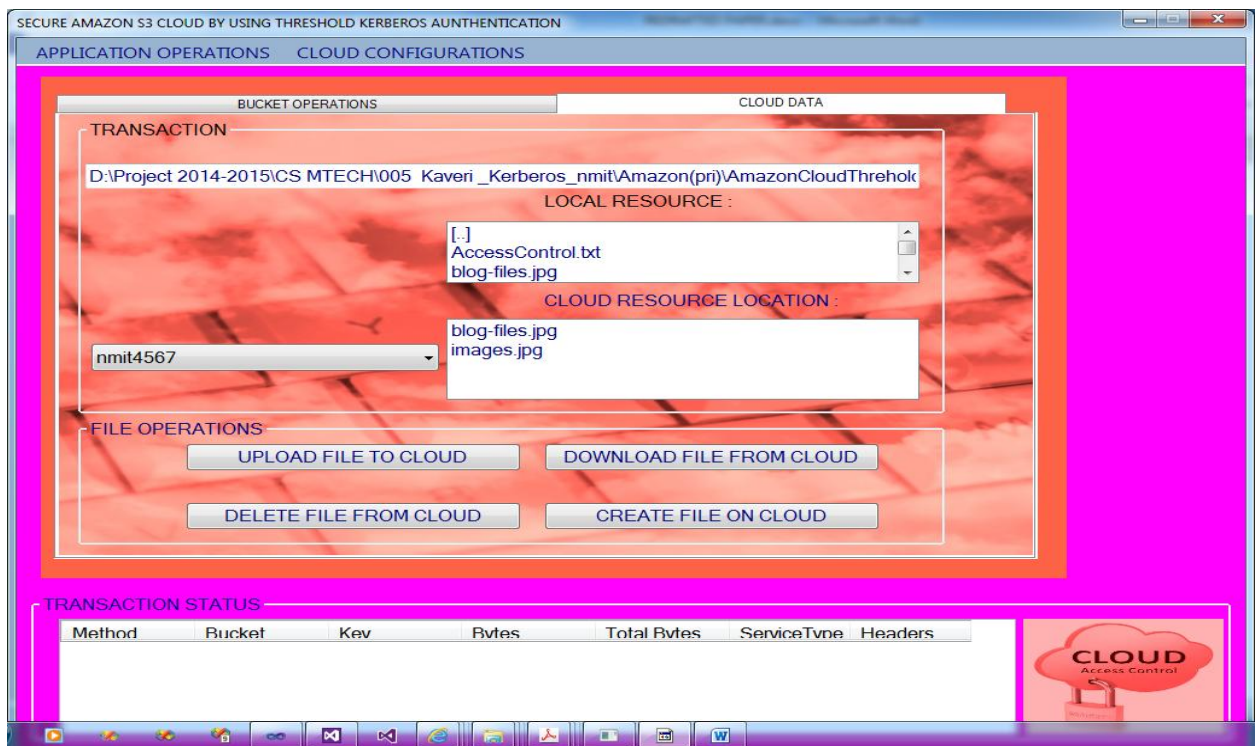 SECURE AMAZON S3 CLOUD BY USING THRESHOLD KERBEROS AUNTHENTICATION
APPLICATION OPERATIONS CLOUD CONFIGURATIONS
BUCKET OPERATIONS CLOUD DATA
TRANSACTION
D:\Project 2014-2015\CS MTECH\005 Kaveri _Kerberos_nmit\Amazon(pri)\AmazonCloudThrehol
LOCAL RESOURCE :
[..]
AccessControl.txt
blog-files.jpg
CLOUD RESOURCE LOCATION :
blog-files.jpg
images.jpg
nmit4567
FILE OPERATIONS
UPLOAD FILE TO CLOUD DOWNLOAD FILE FROM CLOUD
DELETE FILE FROM CLOUD CREATE FILE ON CLOUD
TRANSACTION STATUS
Method Bucket Key Bytes Total Bytes ServiceType Headers
CLOUD
Access Control